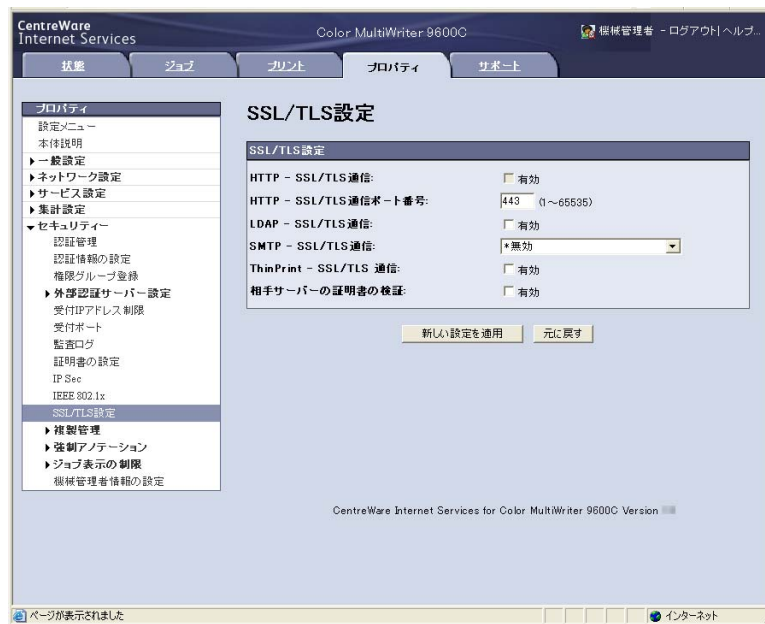 CentreWare
Internet Services
Color MultiWriter 9600C
機械管理者 - ログアウト|ヘルプ...
状態
ジョブ
プリント
プロパティ
サポート
プロパティ
設定メニュー
本体説明
一般設定
ネットワーク設定
サービス設定
集計設定
セキュリティー
認証管理
認証情報の設定
権限グループ登録
外部認証サーバー設定
受付IPアドレス制限
受付ポート
監査ログ
証明書の設定
IP Sec
IEEE 802.1x
SSL/TLS設定
複製管理
強制アノテーション
ジョブ表示の制限
機械管理者情報の設定
SSL/TLS設定
SSL/TLS設定
HTTP - SSL/TLS通信: 有効
HTTP - SSL/TLS通信ポート番号: 443 (1～65535)
LDAP - SSL/TLS通信: 有効
SMTP - SSL/TLS通信: *無効
ThinPrint - SSL/TLS 通信: 有効
相手サーバーの証明書の検証: 有効
新しい設定を適用 元に戻す
CentreWare Internet Services for Color MultiWriter 9600C Version
ページが表示されました
インターネット